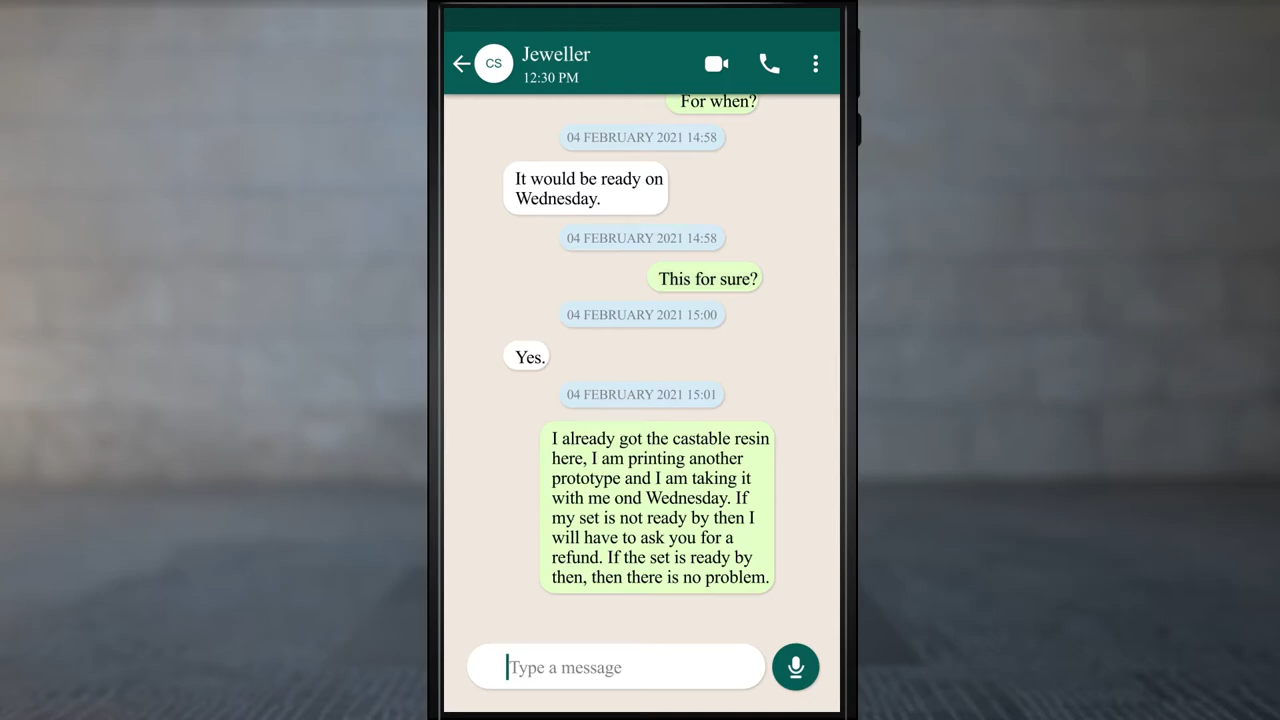 CS
Jeweller
12:30 PM
For when?
04 FEBRUARY 2021 14:58
It would be ready on
Wednesday.
04 FEBRUARY 2021 14:58
This for sure?
04 FEBRUARY 2021 15:00
Yes.
04 FEBRUARY 2021 15:01
I already got the castable resin
here, I am printing another
prototype and I am taking it
with me ond Wednesday. If
my set is not ready by then I
will have to ask you for a
refund. If the set is ready by
then, then there is no problem.
Type a message